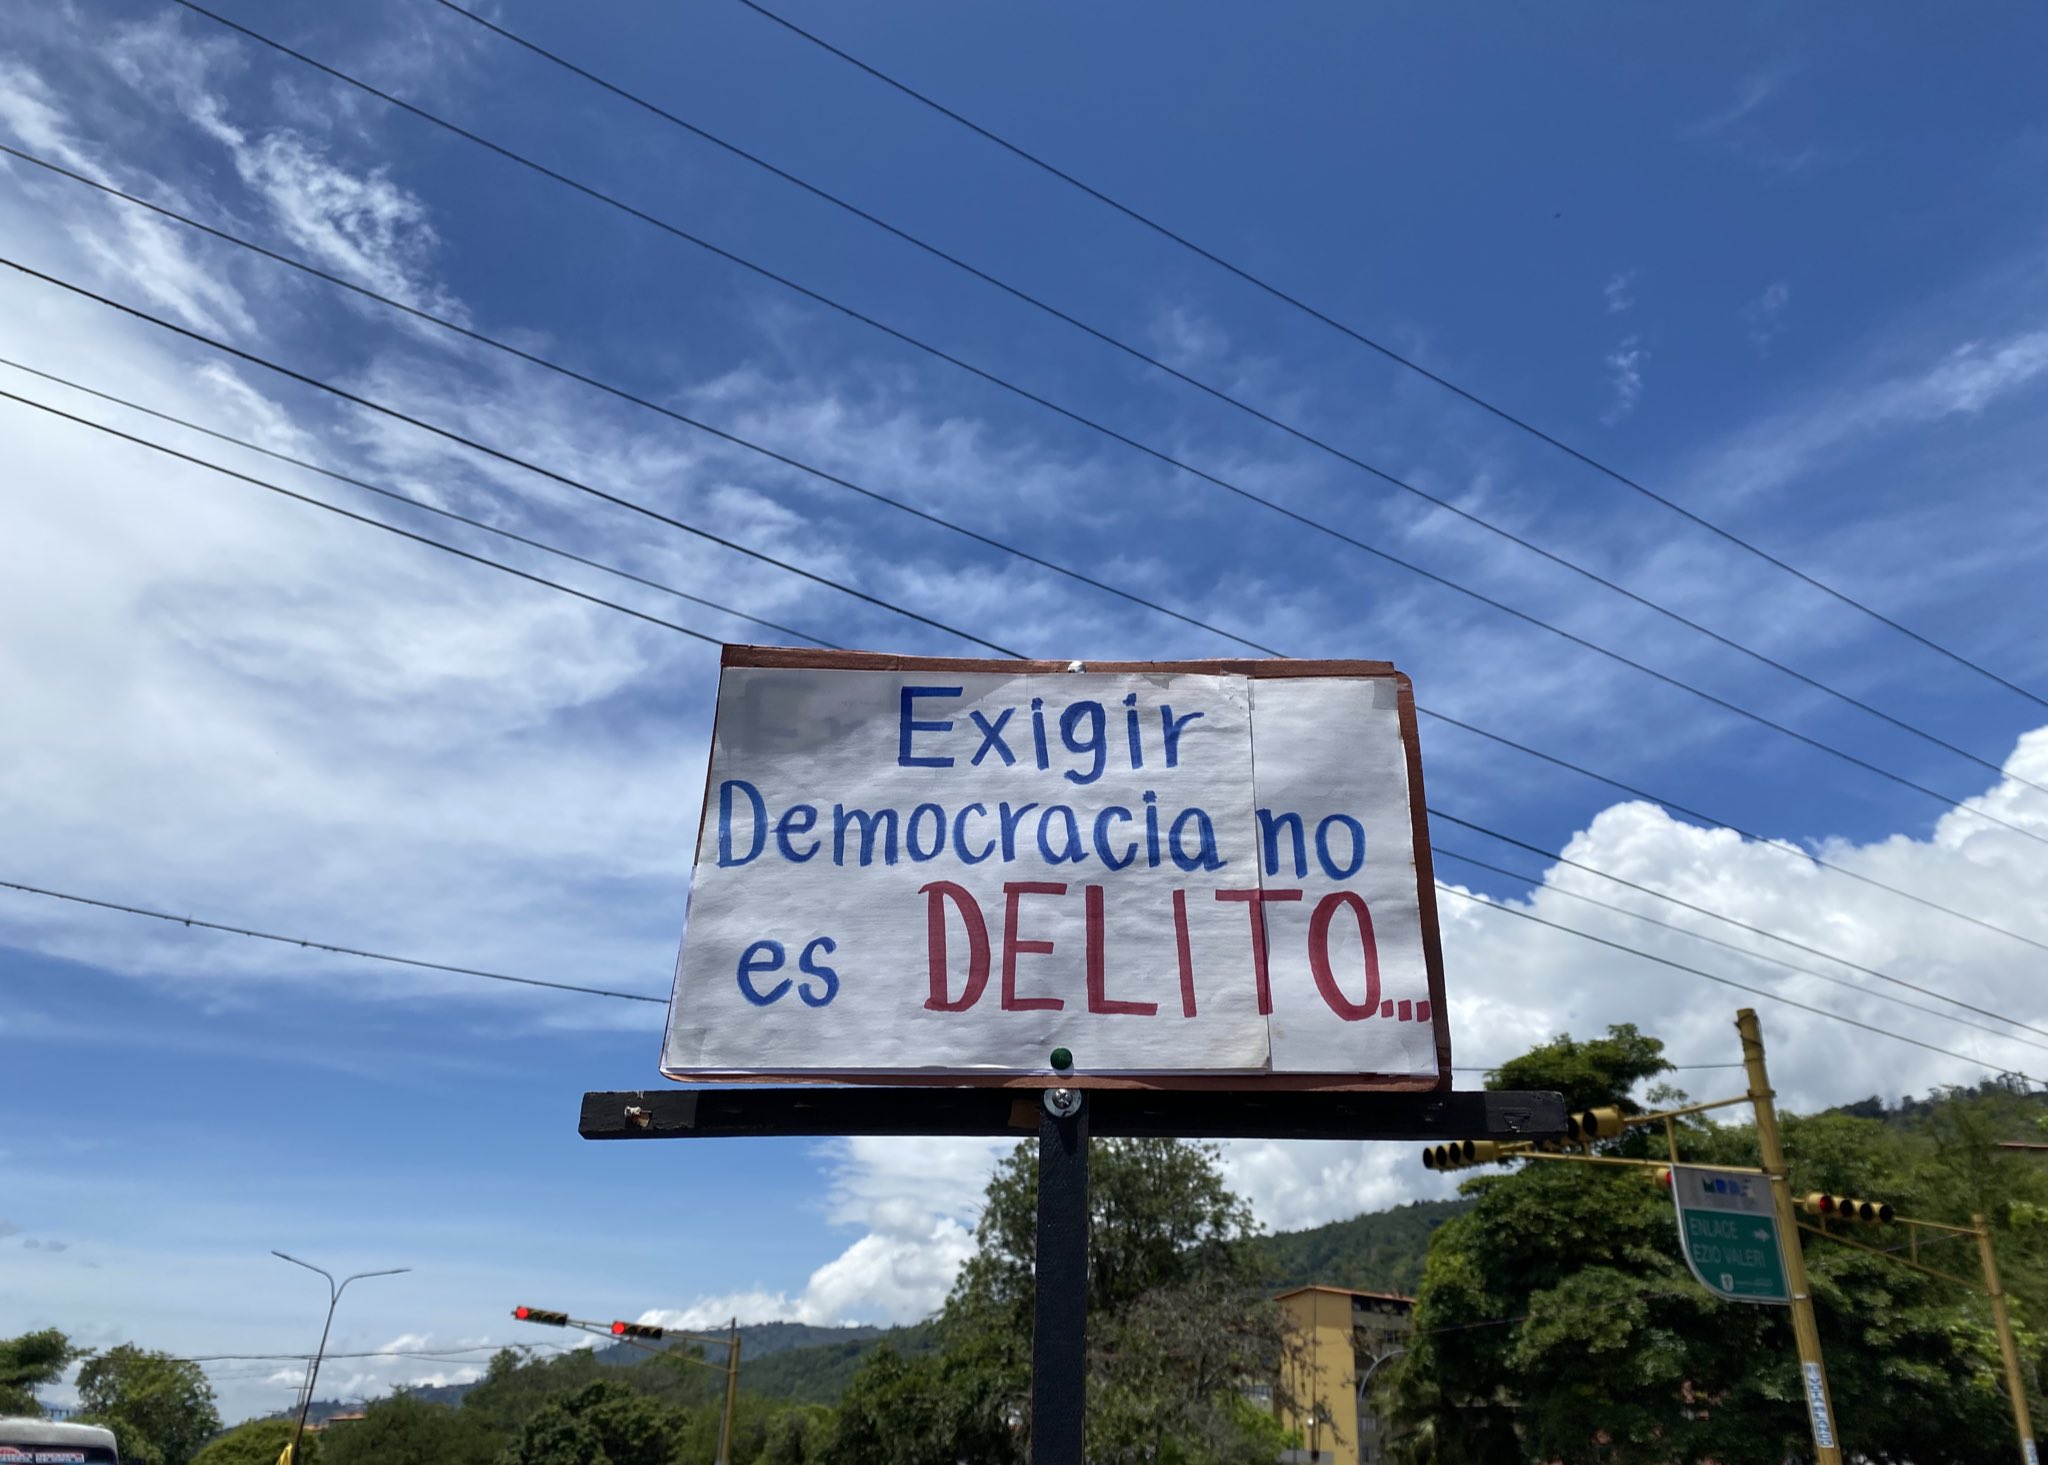 Exigir
Democracia no
es DELITO...
ENLACE
EZIO VALERI